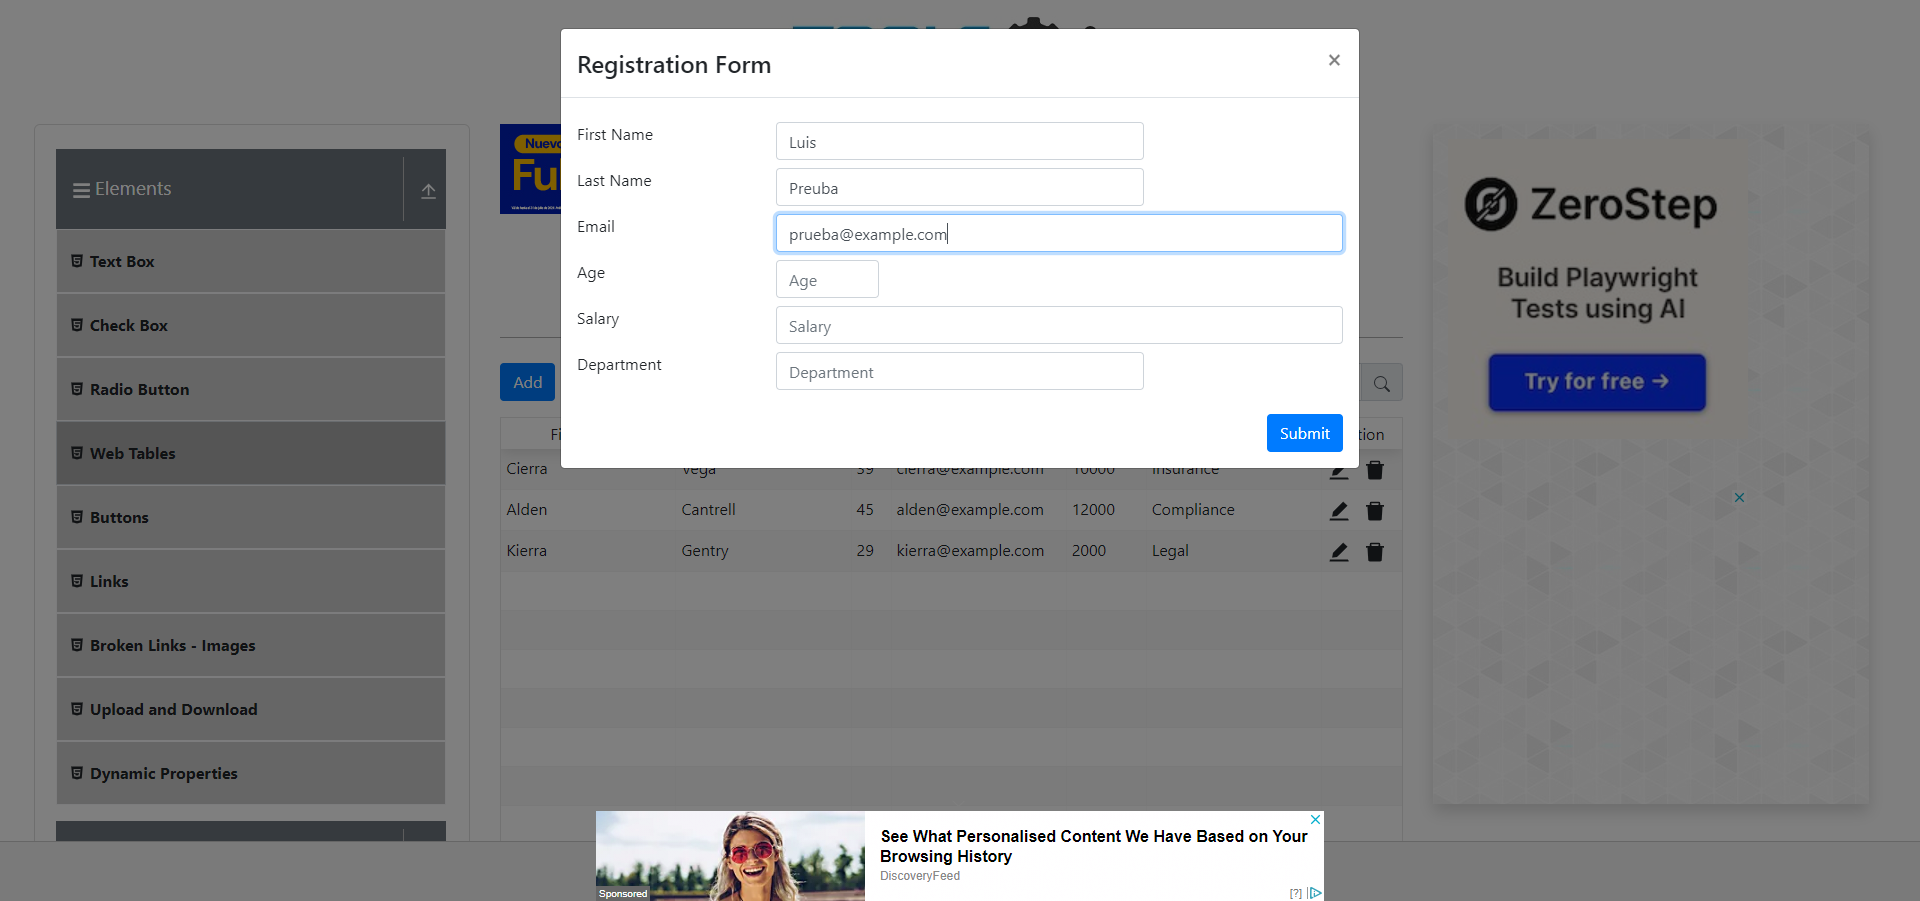 Registration Form
×
First Name
Luis
Last Name
Preuba
Email
prueba@example.com
Age
Age
Salary
Salary
Department
Department
Submit
Elements
Text Box
Check Box
Radio Button
Web Tables
Buttons
Links
Broken Links - Images
Upload and Download
Dynamic Properties
Nuevo
Ful
Add
Fi
tion
Cierra Vega 39 cierra@example.com 10000 Insurance
Alden Cantrell 45 alden@example.com 12000 Compliance
Kierra Gentry 29 kierra@example.com 2000 Legal
ZeroStep
Build Playwright
Tests using AI
Try for free →
See What Personalised Content We Have Based on Your
Browsing History
DiscoveryFeed
Sponsored
[?]